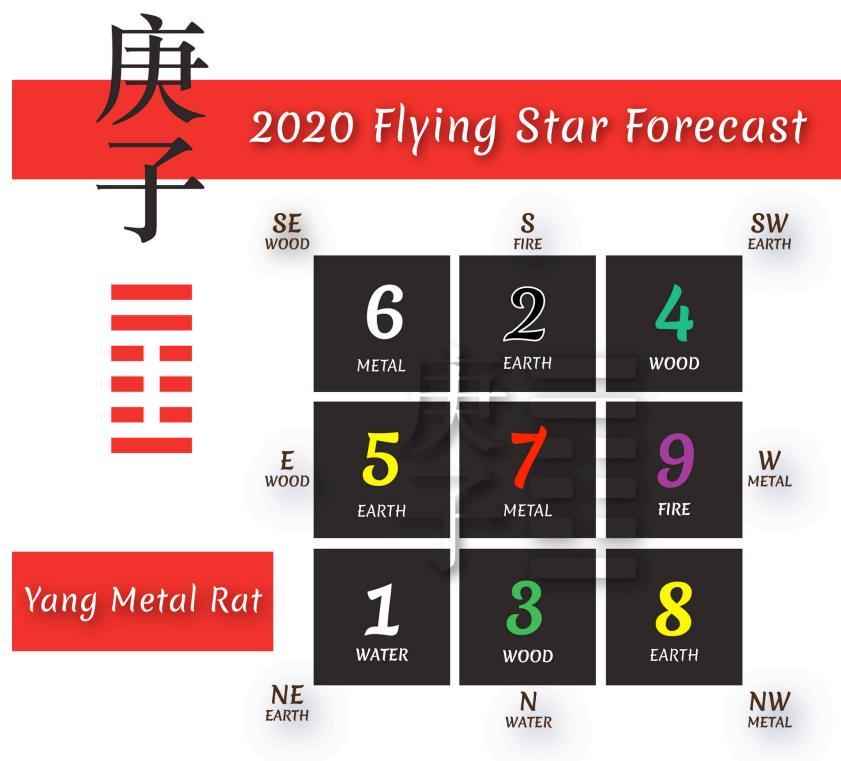 庚
子
2020 Flying Star Forecast
SE S SW
WOOD FIRE EARTH
6 2 4
METAL EARTH WOOD
E 5 7 9 W
WOOD EARTH METAL FIRE METAL
Yang Metal Rat
1 3 8
WATER WOOD EARTH
NE N NW
EARTH WATER METAL
庚
子